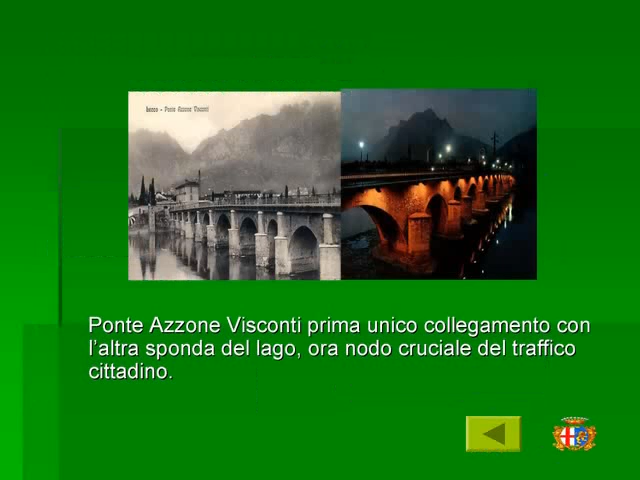 Lecco - Ponte Azzone Visconti
Ponte Azzone Visconti prima unico collegamento con
l'altra sponda del lago, ora nodo cruciale del traffico
cittadino.